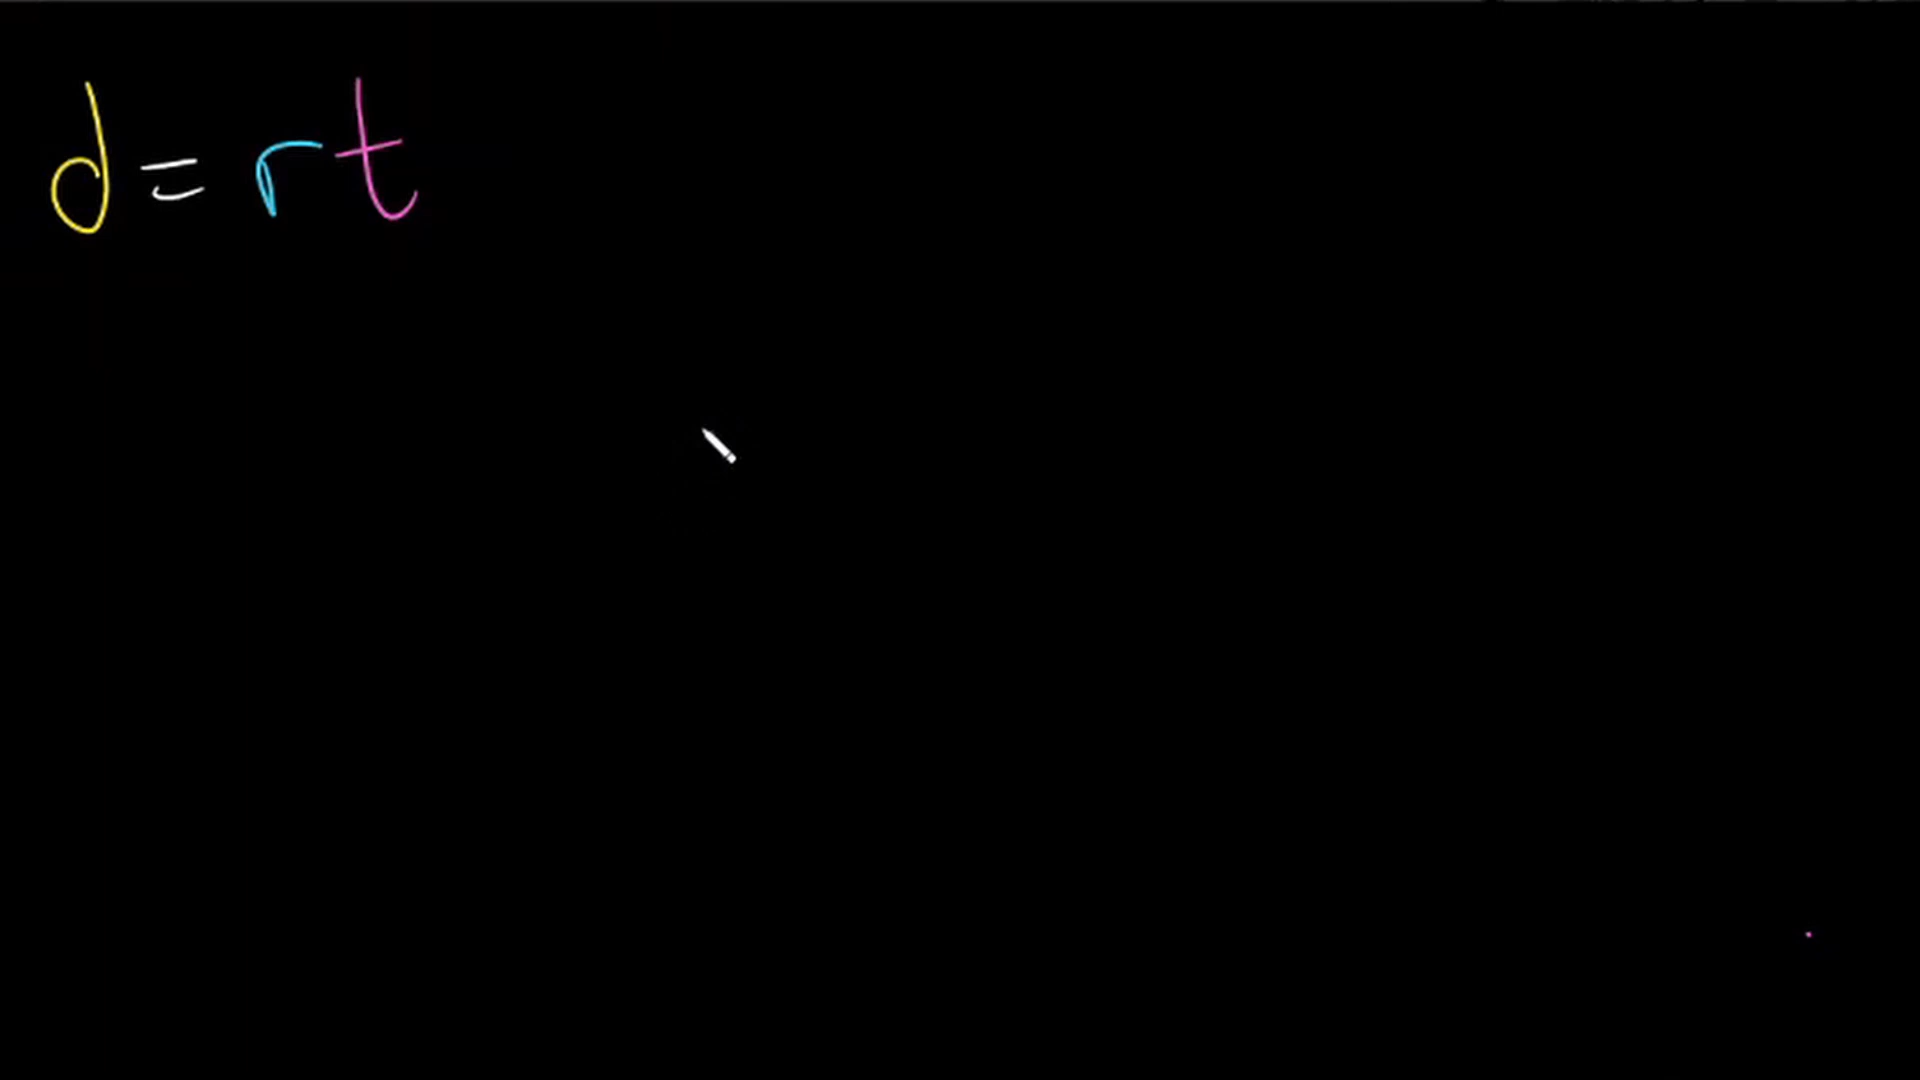 d = rt